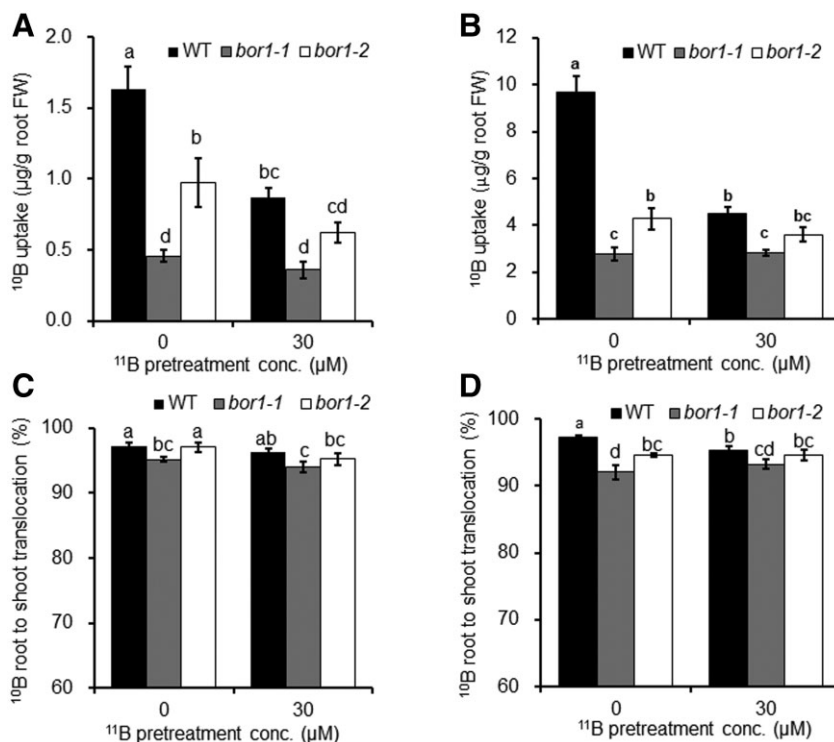 A
WT bor1-1 bor1-2
¹⁰B uptake (µg/g root FW)
2.0
1.5
1.0
0.5
0.0
a
d
b
bc
d
cd
0 30
¹¹B pretreatment conc. (µM)
B
WT bor1-1 bor1-2
¹⁰B uptake (µg/g root FW)
12
10
8
6
4
2
0
a
c
b
b
c
bc
0 30
¹¹B pretreatment conc. (µM)
C
WT bor1-1 bor1-2
¹⁰B root to shoot translocation (%)
100
90
80
70
60
a
bc
a
ab
c
bc
0 30
¹¹B pretreatment conc. (µM)
D
WT bor1-1 bor1-2
¹⁰B root to shoot translocation (%)
100
90
80
70
60
a
d
bc
b
cd
bc
0 30
¹¹B pretreatment conc. (µM)